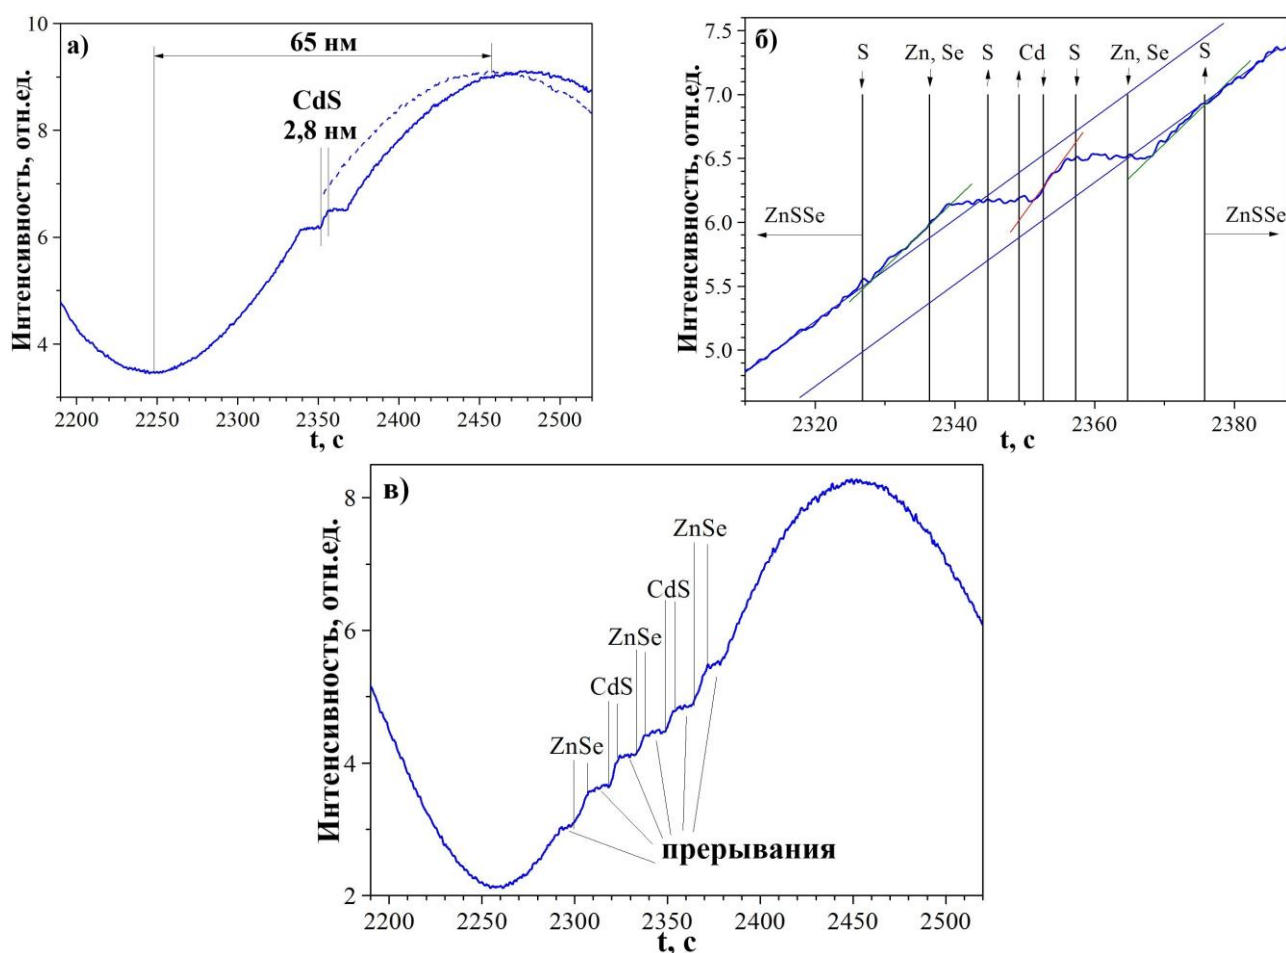 а)
65 нм
CdS
2,8 нм
Интенсивность, отн.ед.
10
8
6
4
2200 2250 2300 2350 2400 2450 2500
t, с
б)
S Zn, Se S Cd S Zn, Se S
ZnSSe ZnSSe
Интенсивность, отн.ед.
7.5
7.0
6.5
6.0
5.5
5.0
2320 2340 2360 2380
t, с
в)
ZnSe
CdS
ZnSe
CdS
ZnSe
прерывания
Интенсивность, отн.ед.
8
6
4
2
2200 2250 2300 2350 2400 2450 2500
t, с